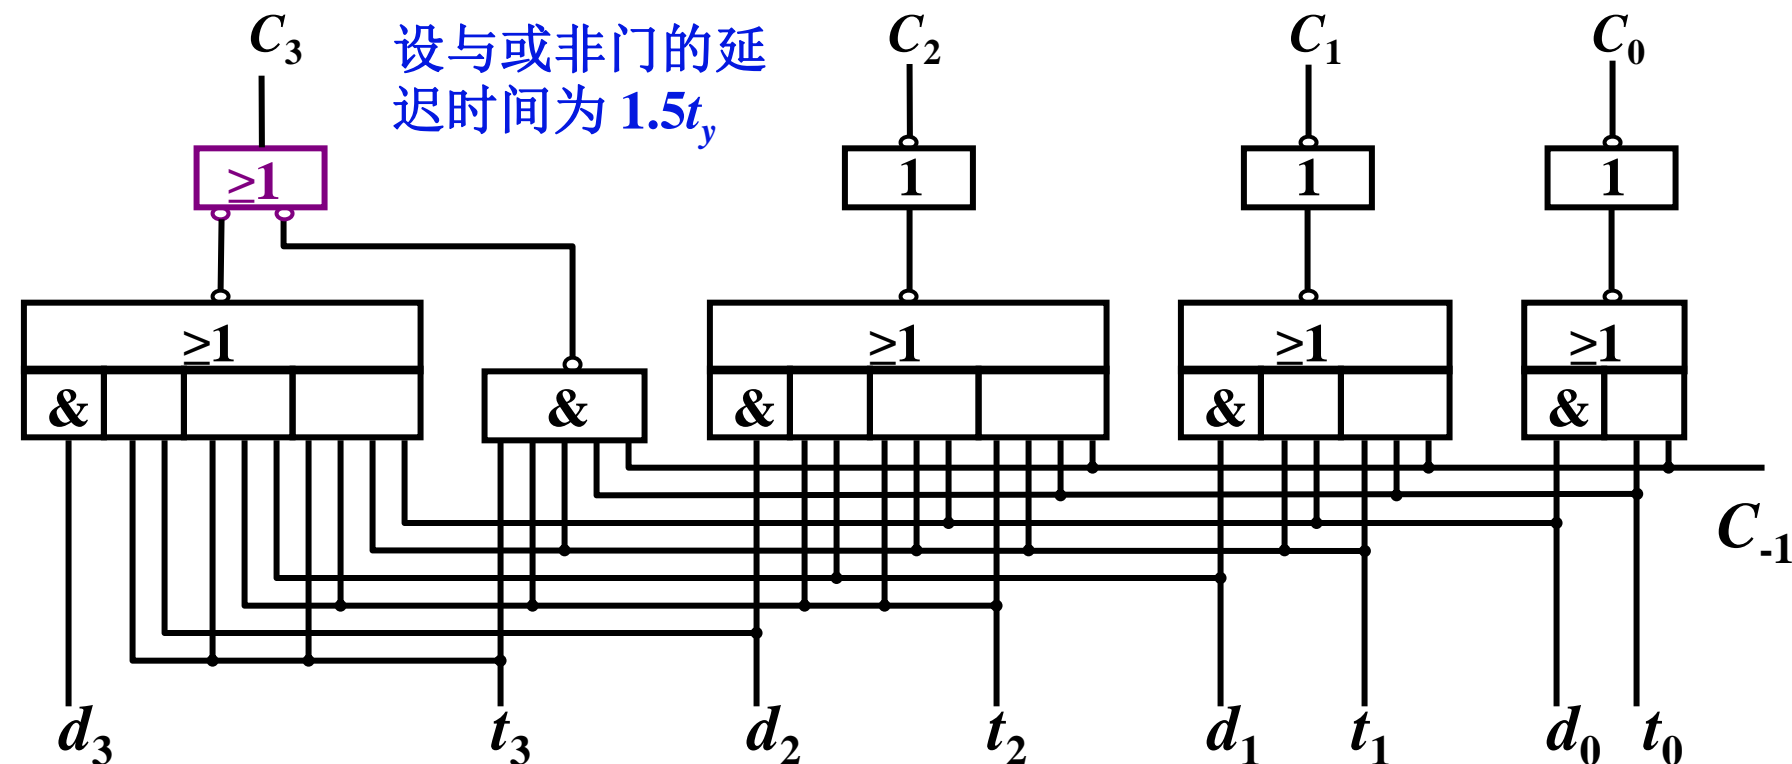 C3 设与或非门的延 C2 C1 C0
迟时间为 1.5ty
≥1 1 1 1
≥1 ≥1 ≥1 ≥1
& & & & &
C-1
d3 t3 d2 t2 d1 t1 d0 t0